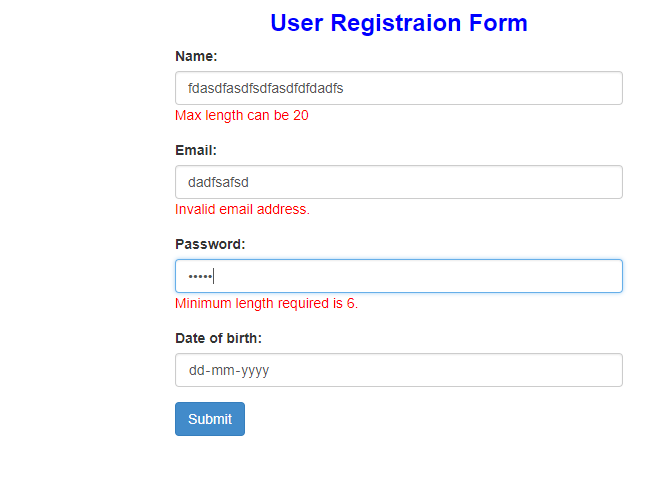 User Registraion Form
Name:
fdasdfasdfsdfasdfdfdadfs
Max length can be 20
Email:
dadfsafsd
Invalid email address.
Password:
•••••
Minimum length required is 6.
Date of birth:
dd-mm-yyyy
Submit